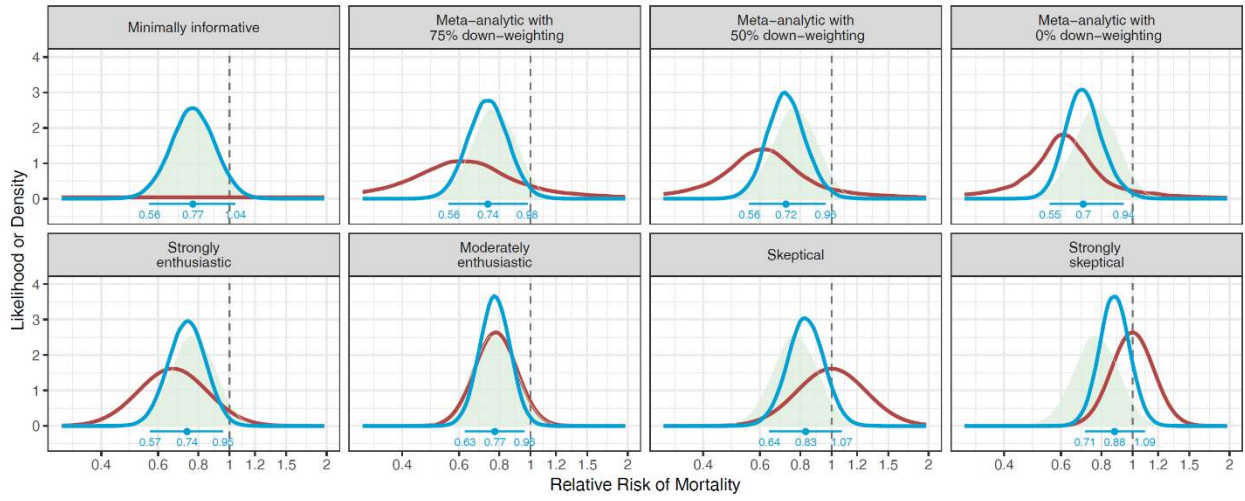 Minimally informative
Meta-analytic with
75% down-weighting
Meta-analytic with
50% down-weighting
Meta-analytic with
0% down-weighting
4
3
2
1
0
0.56 0.77 1.04
0.56 0.74 0.98
0.56 0.72 0.95
0.55 0.7 0.94
Strongly
enthusiastic
Moderately
enthusiastic
Skeptical
Strongly
skeptical
4
3
2
1
0
0.57 0.74 0.95
0.63 0.77 0.96
0.64 0.83 1.07
0.71 0.88 1.09
0.4 0.6 0.8 1 1.2 1.5 2
0.4 0.6 0.8 1 1.2 1.5 2
0.4 0.6 0.8 1 1.2 1.5 2
0.4 0.6 0.8 1 1.2 1.5 2
Likelihood or Density
Relative Risk of Mortality